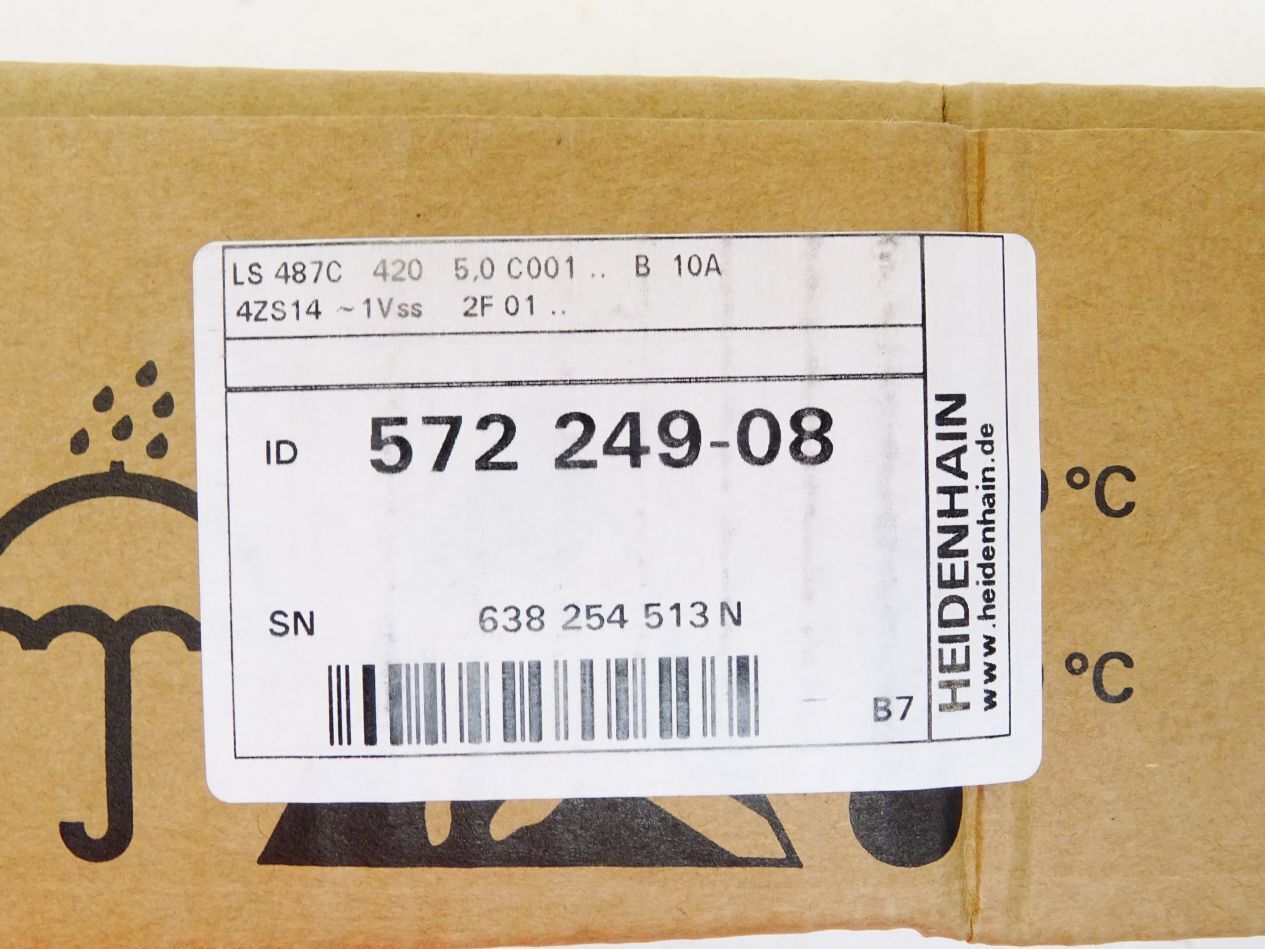 LS 487C 420 5,0 C001 .. B 10A
4ZS14 ~1Vss 2F 01 ..
ID 572 249-08
SN 638 254 513 N
B7
HEIDENHAIN
www.heidenhain.de
°C
°C